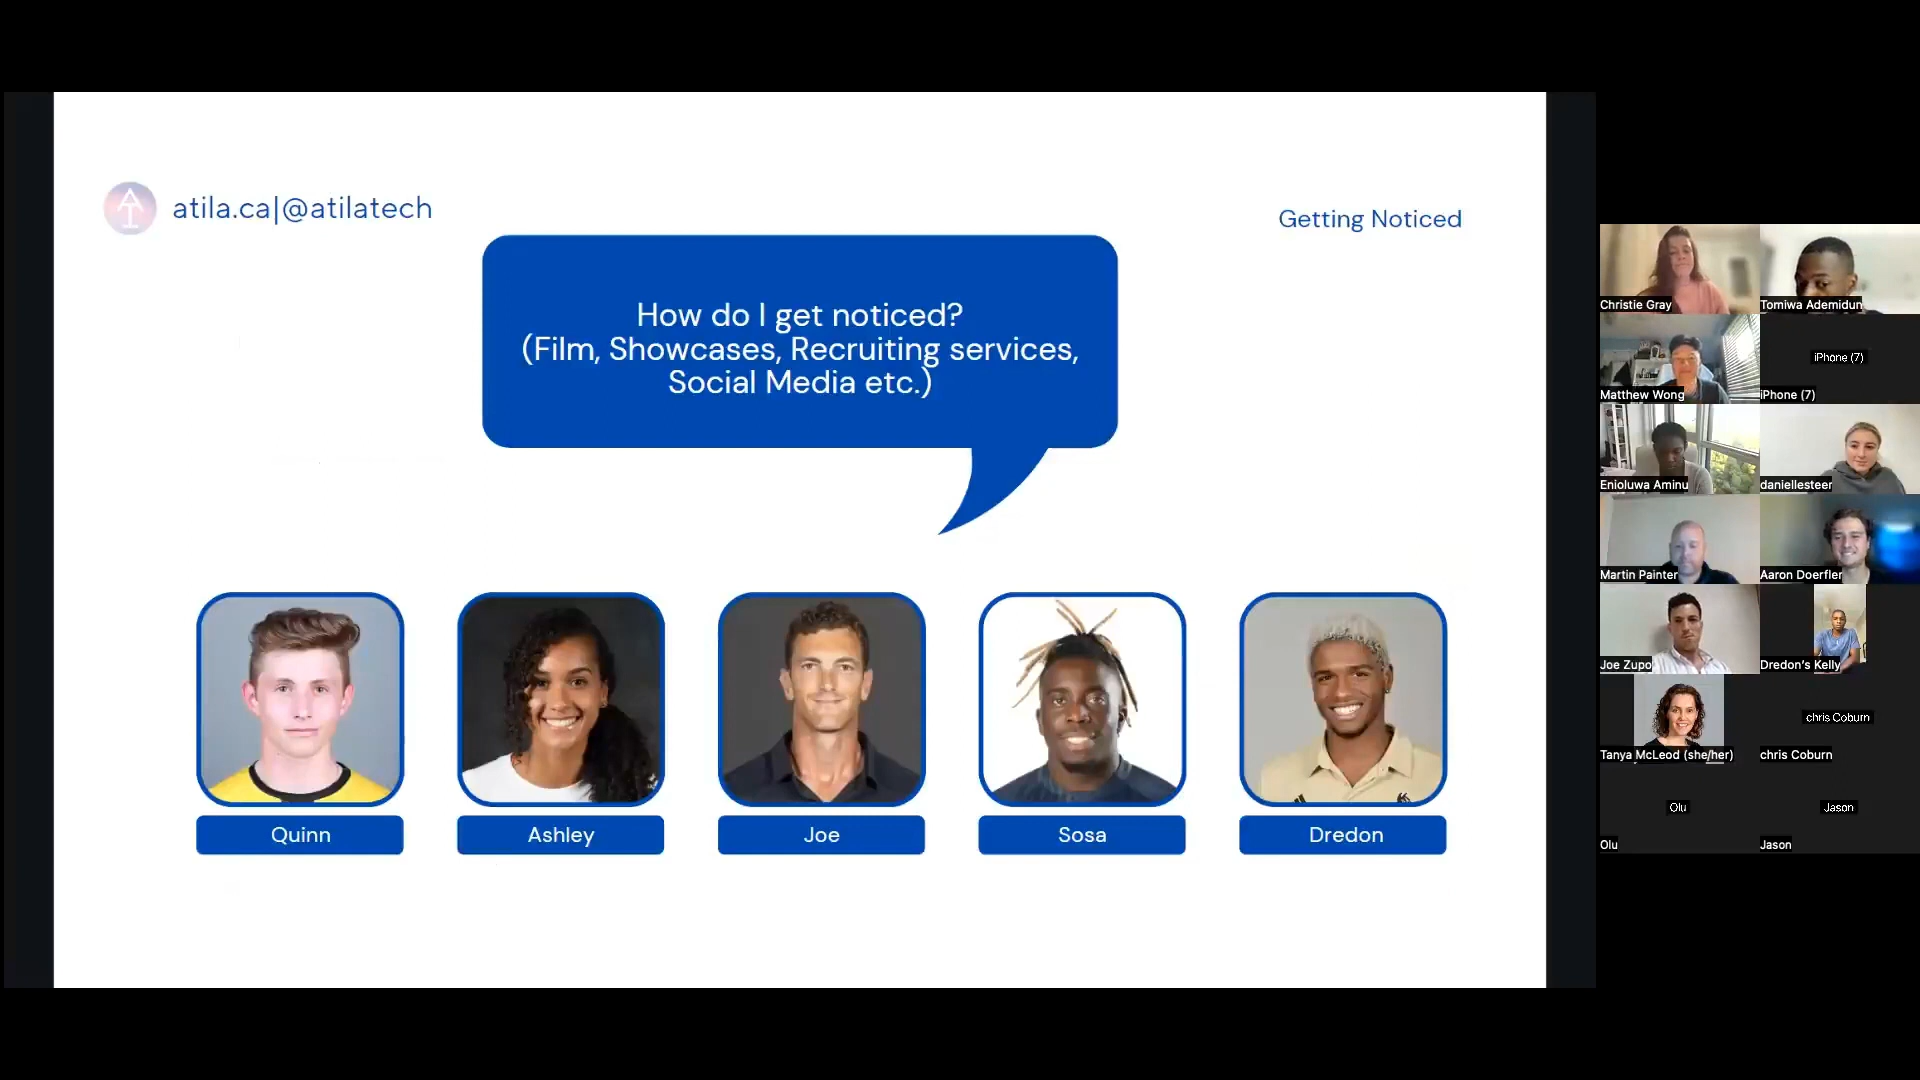 atila.ca|@atilatech
Getting Noticed
How do I get noticed?
(Film, Showcases, Recruiting services,
Social Media etc.)
Quinn
Ashley
Joe
Sosa
Dredon
Christie Gray
Tomiwa Ademidun
Matthew Wong
iPhone (7)
iPhone (7)
Enioluwa Aminu
daniellesteer
Martin Painter
Aaron Doerfler
Joe Zupo
Dredon's Kelly
Tanya McLeod (she/her)
chris Coburn
chris Coburn
Olu
Olu
Jason
Jason